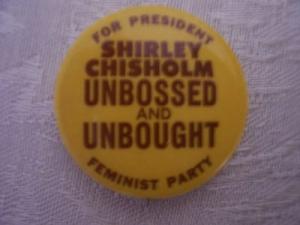 FOR PRESIDENT
SHIRLEY
CHISHOLM
UNBOSSED
AND
UNBOUGHT
FEMINIST PARTY